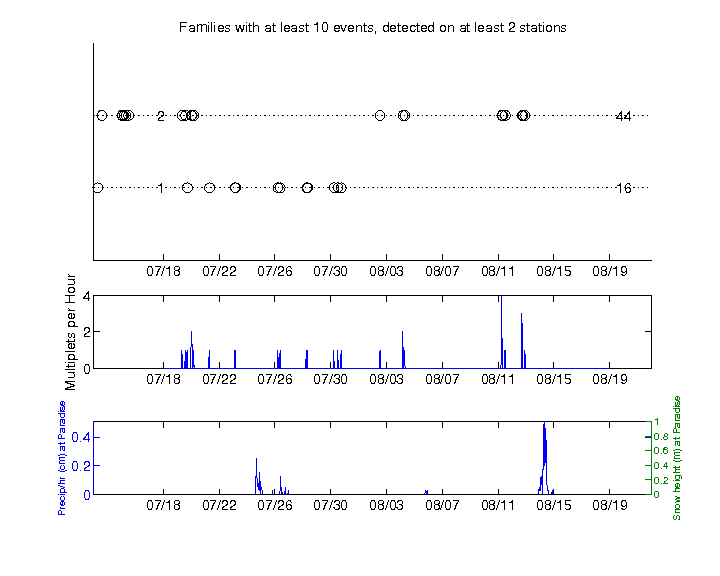 Families with at least 10 events, detected on at least 2 stations
2 44
1 16
07/18 07/22 07/26 07/30 08/03 08/07 08/11 08/15 08/19
Multiplets per Hour
4
2
0
07/18 07/22 07/26 07/30 08/03 08/07 08/11 08/15 08/19
Precip/hr (cm) at Paradise
0.4
0.2
0
1
0.8
0.6
0.4
0.2
0
Snow height (m) at Paradise
07/18 07/22 07/26 07/30 08/03 08/07 08/11 08/15 08/19